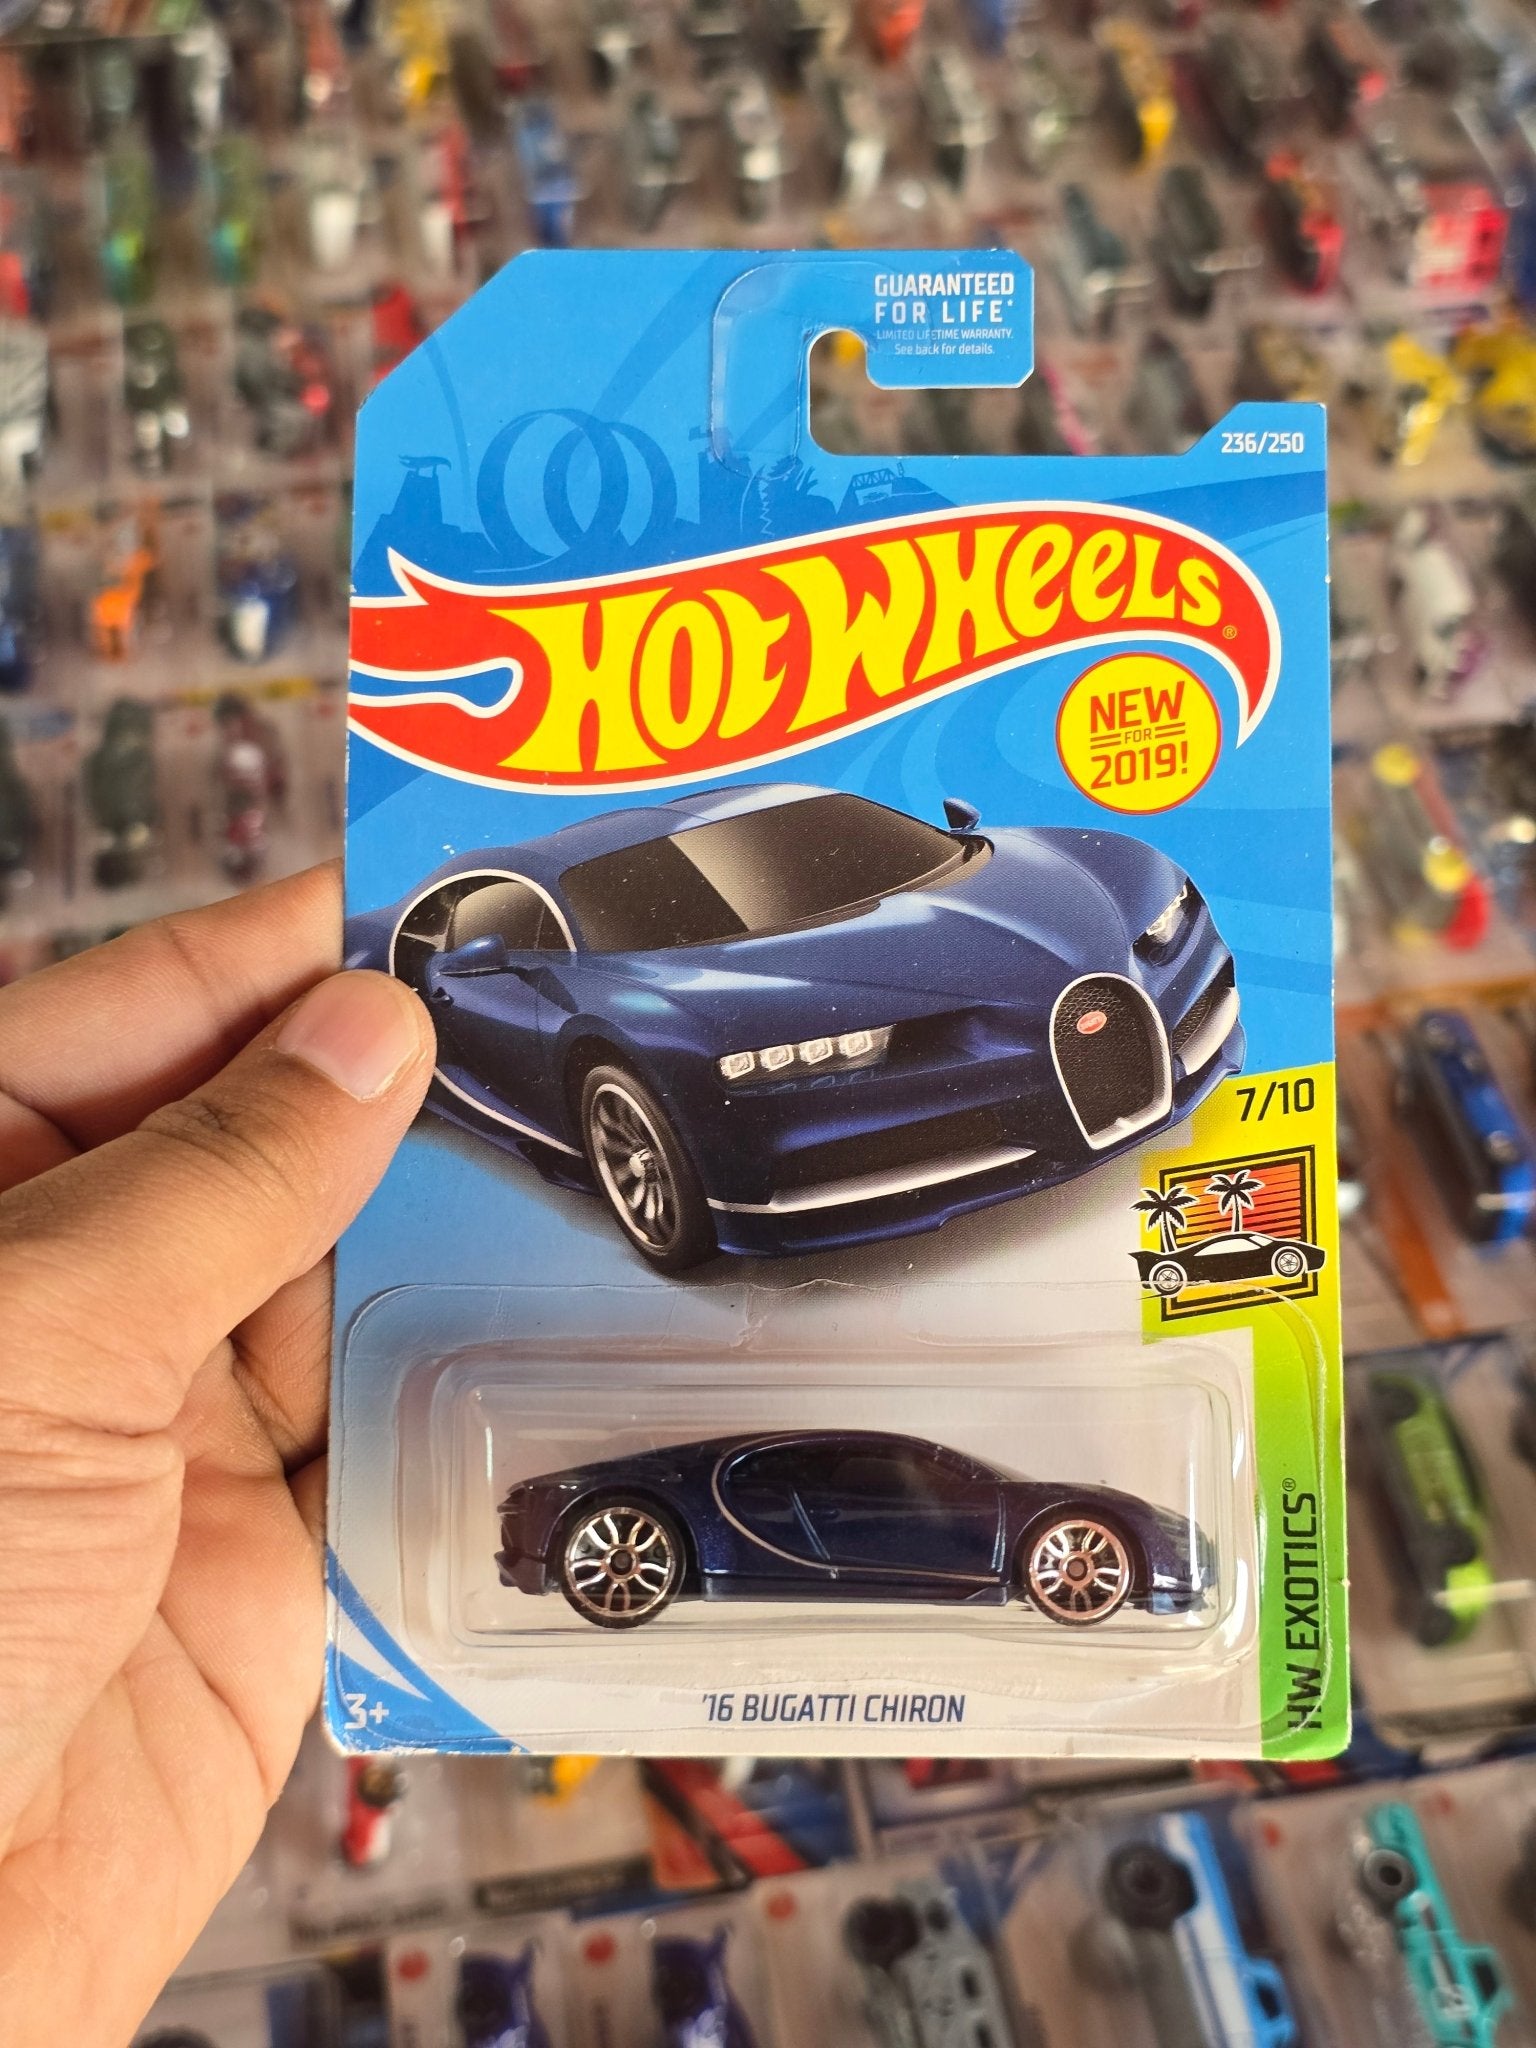 GUARANTEED
FOR LIFE*
LIMITED LIFETIME WARRANTY.
See back for details.
236/250
HOT WHEELS®
NEW
FOR
2019!
7/10
HW EXOTICS®
'16 BUGATTI CHIRON
3+